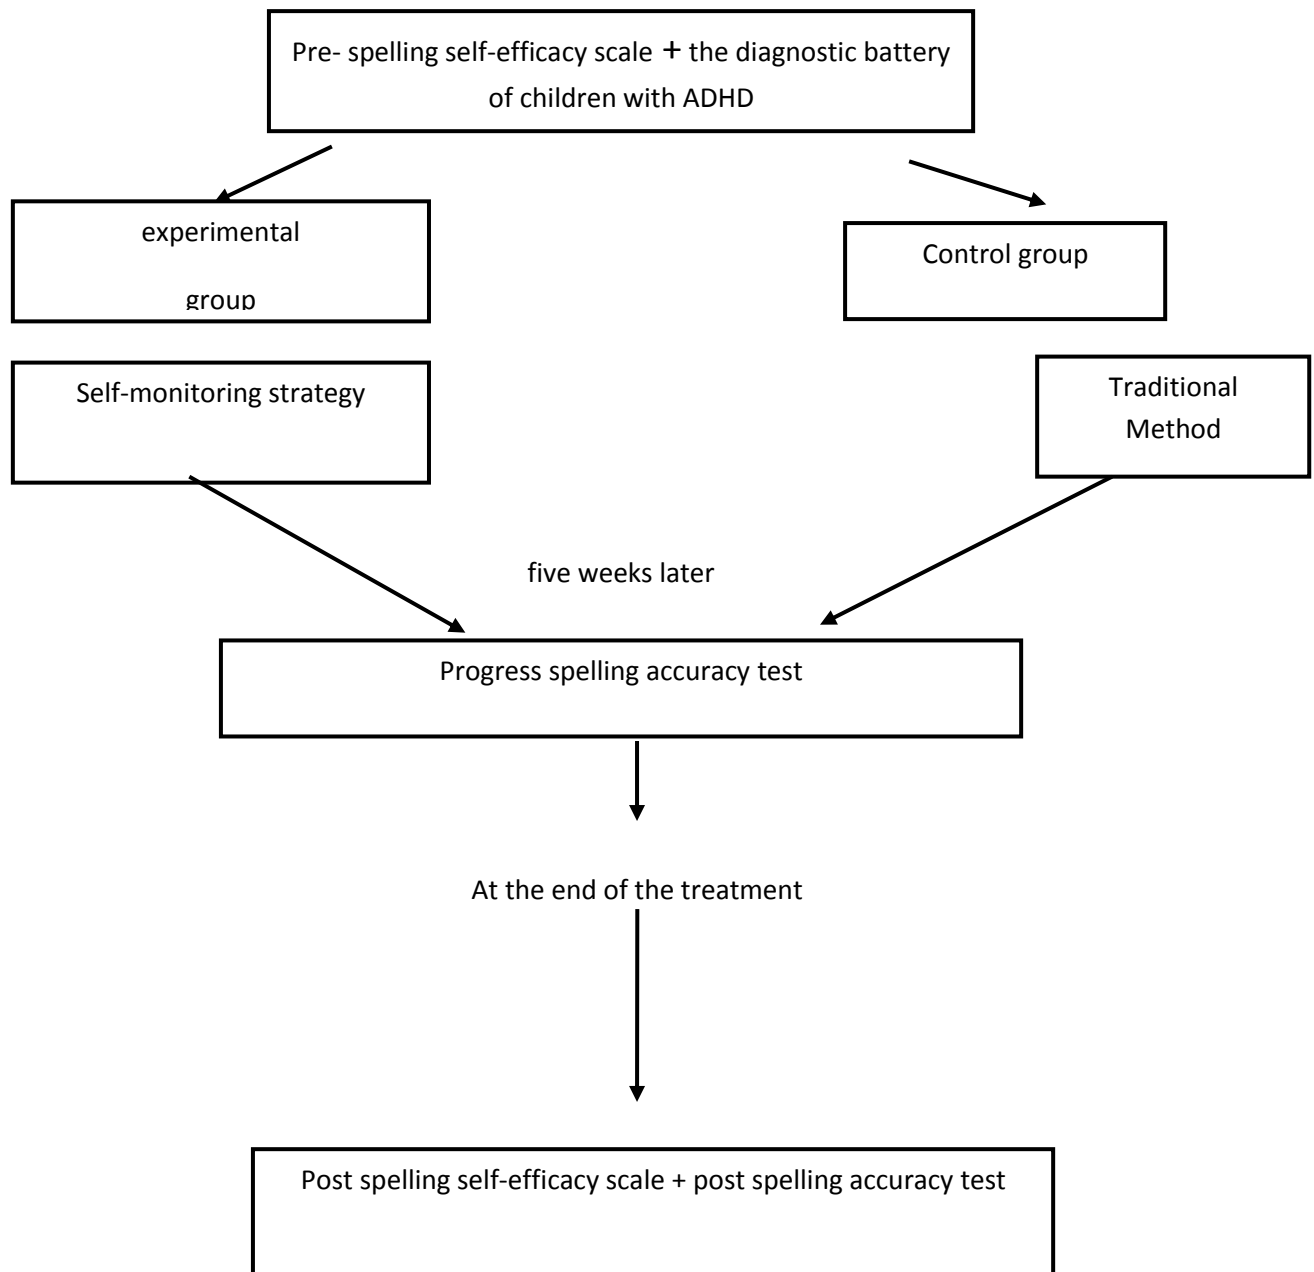 Pre- spelling self-efficacy scale + the diagnostic battery
of children with ADHD
experimental
group
Control group
Self-monitoring strategy
Traditional
Method
five weeks later
Progress spelling accuracy test
At the end of the treatment
Post spelling self-efficacy scale + post spelling accuracy test